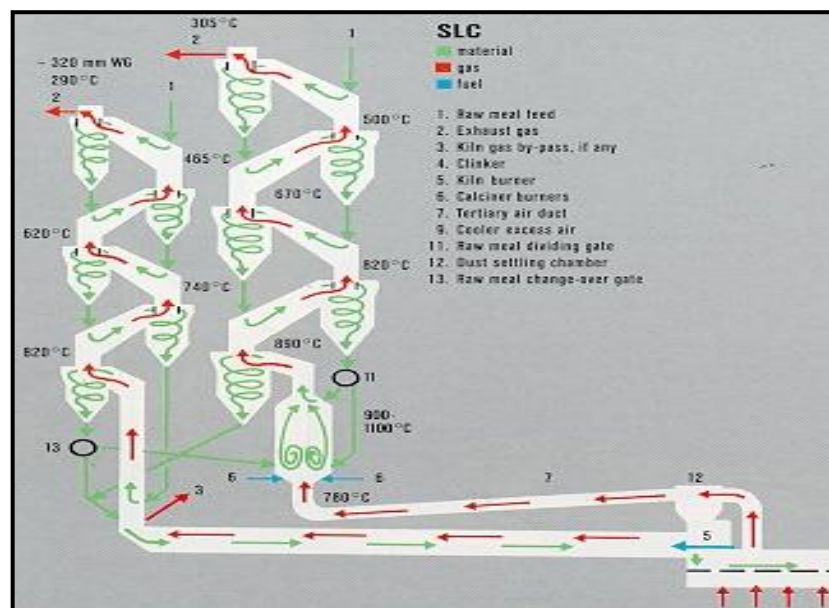 305°C
2
1
SLC
material
gas
fuel
- 320 mm WG
290°C
2
1
1. Raw meal feed
2. Exhaust gas
3. Kiln gas by-pass, if any
4. Clinker
5. Kiln burner
6. Calciner burners
7. Tertiary air duct
9. Cooler excess air
11. Raw meal dividing gate
12. Dust settling chamber
13. Raw meal change-over gate
500°C
465°C
670°C
620°C
820°C
740°C
820°C
890°C
11
900-
1100°C
13
6
6
7
12
3
780°C
5